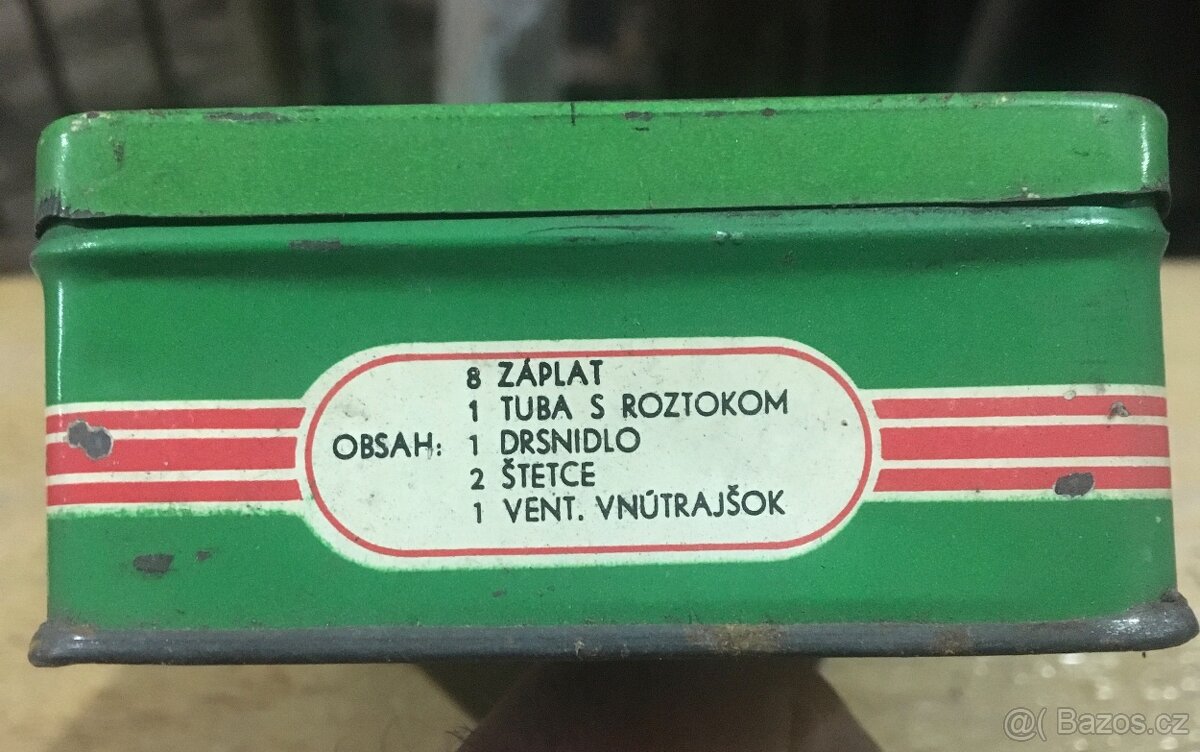 8 ZÁPLAT
1 TUBA S ROZTOKOM
OBSAH: 1 DRSNIDLO
2 ŠTETCE
1 VENT. VNÚTRAJŠOK
@( Bazos.cz